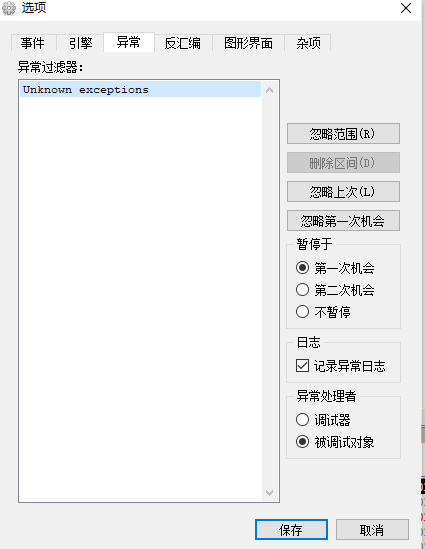 选项
事件 引擎 异常 反汇编 图形界面 杂项
异常过滤器:
Unknown exceptions
忽略范围(R)
删除区间(D)
忽略上次(L)
忽略第一次机会
暂停于
第一次机会
第二次机会
不暂停
日志
记录异常日志
异常处理者
调试器
被调试对象
保存 取消